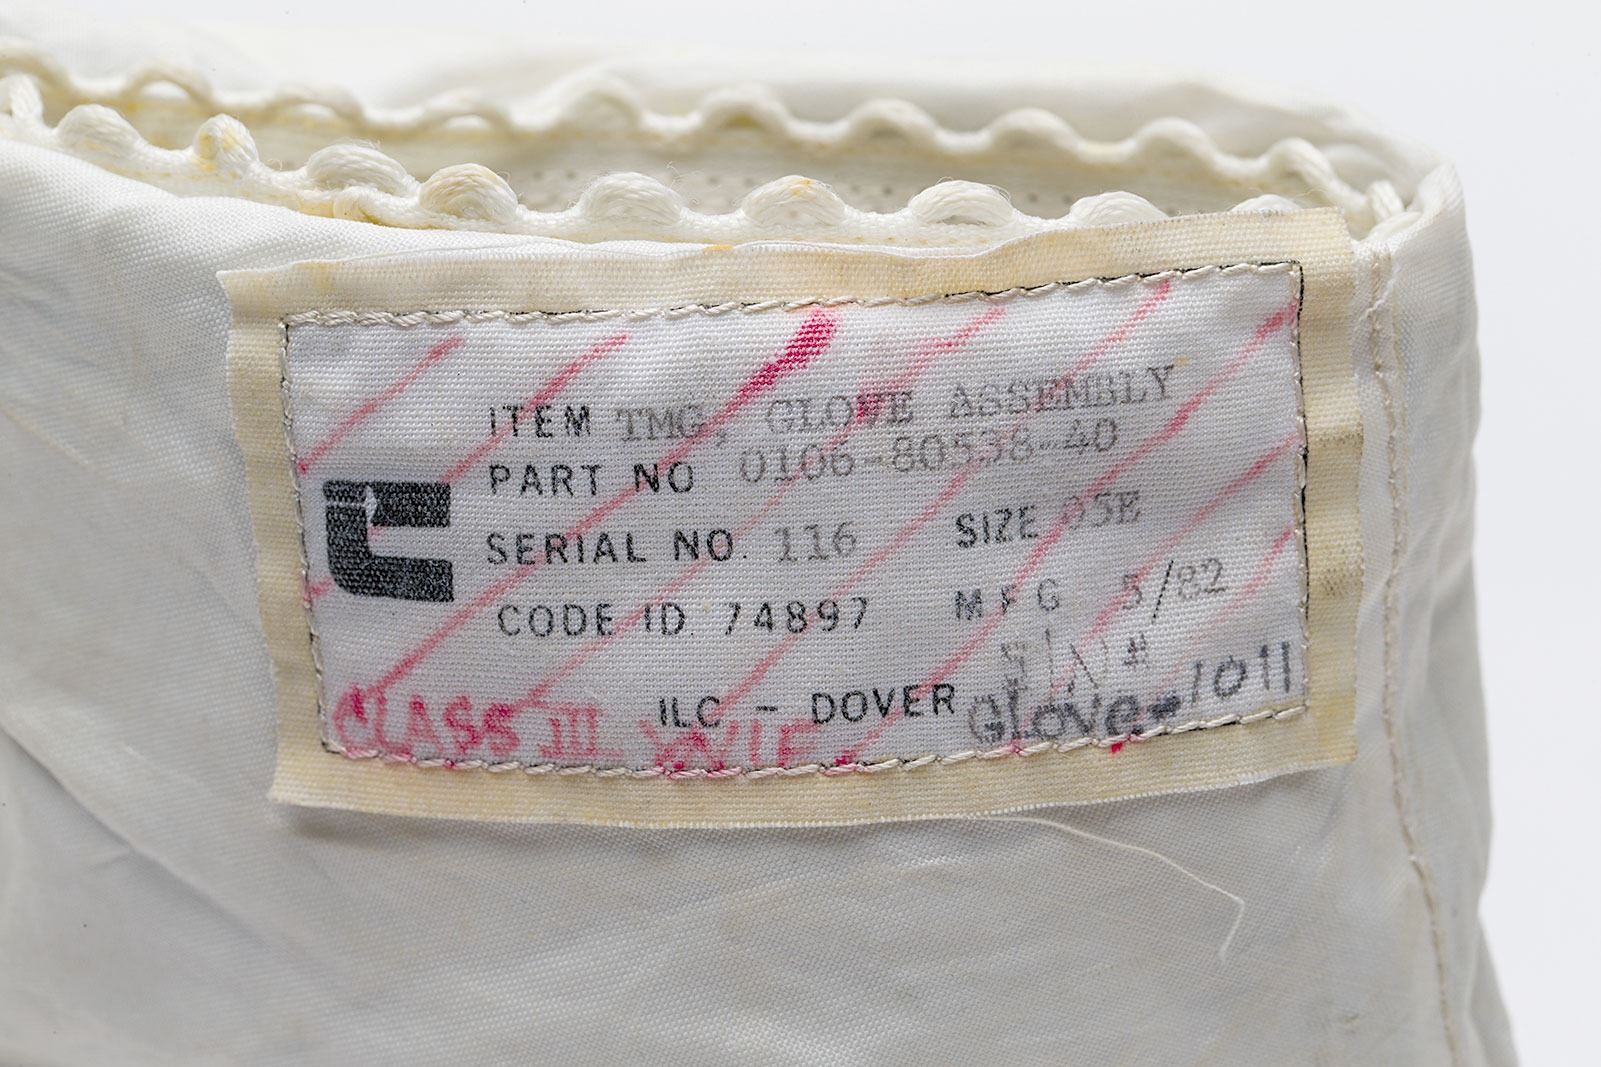 ITEM TMG, GLOVE ASSEMBLY
PART NO 0106-80538-40
SERIAL NO. 116 SIZE 05E
CODE ID. 74897 MFG 5/82
S/N#
ILC - DOVER GLOVE-1011
CLASS III W